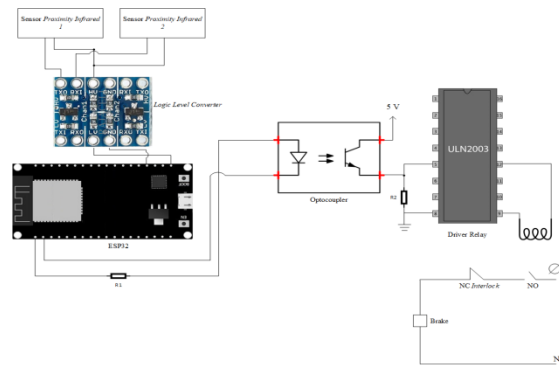 Sensor Proximity Infrared
1
Sensor Proximity Infrared
2
TXO RXI HV GND RXI TXO
TXI RXO LV GND RXO TXI
Logic Level Converter
ESP32
R1
Optocoupler
5 V
R2
ULN2003
Driver Relay
NC Interlock
NO
Brake
N